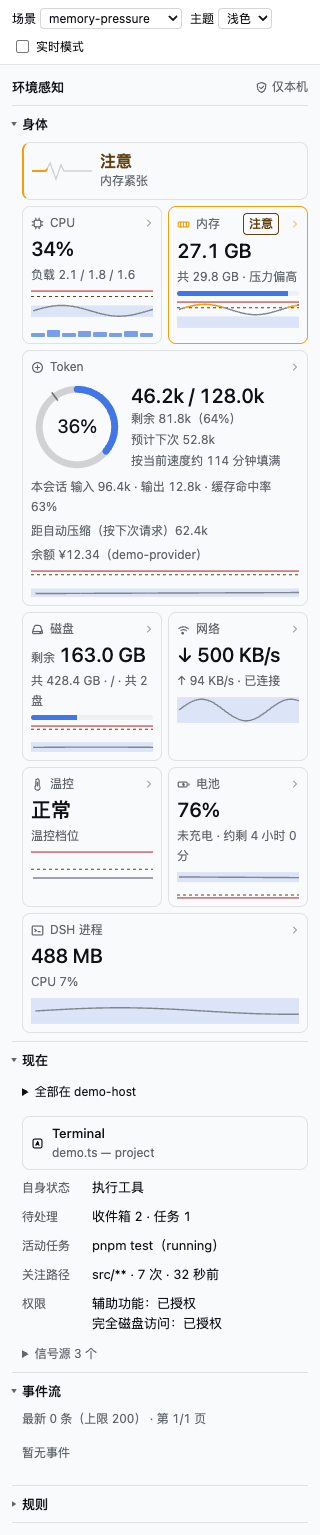 场景 memory-pressure 主题 浅色
实时模式
环境感知 仅本机
身体
注意
内存紧张
CPU
34%
负载 2.1 / 1.8 / 1.6
内存 注意
27.1 GB
共 29.8 GB · 压力偏高
Token
36%
46.2k / 128.0k
剩余 81.8k（64%）
预计下次 52.8k
按当前速度约 114 分钟填满
本会话 输入 96.4k · 输出 12.8k · 缓存命中率
63%
距自动压缩（按下次请求）62.4k
余额 ¥12.34（demo-provider）
磁盘
剩余 163.0 GB
共 428.4 GB · / · 共 2
盘
网络
↓ 500 KB/s
↑ 94 KB/s · 已连接
温控
正常
温控档位
电池
76%
未充电 · 约剩 4 小时 0
分
DSH 进程
488 MB
CPU 7%
现在
全部在 demo-host
Terminal
demo.ts — project
自身状态 执行工具
待处理 收件箱 2 · 任务 1
活动任务 pnpm test（running）
关注路径 src/** · 7 次 · 32 秒前
权限 辅助功能：已授权
完全磁盘访问：已授权
信号源 3 个
事件流
最新 0 条（上限 200） · 第 1/1 页
暂无事件
规则